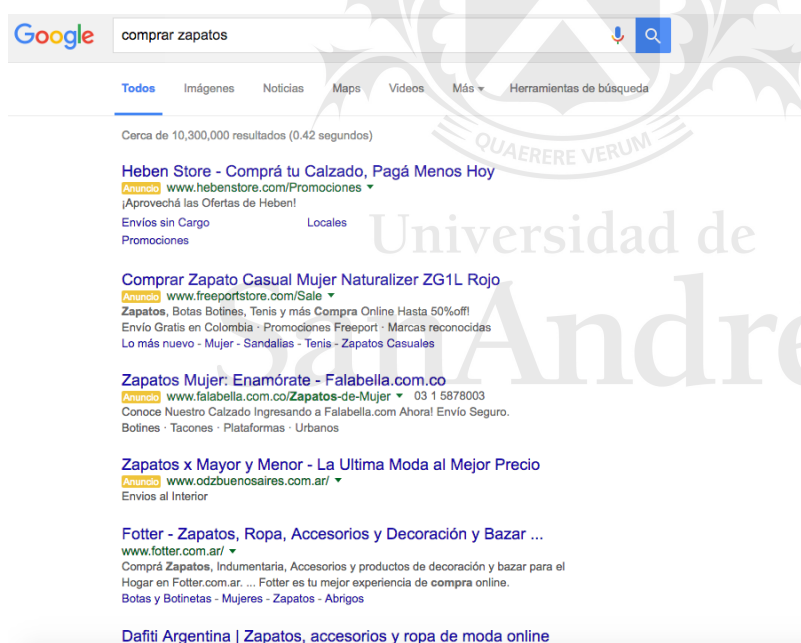 Google
comprar zapatos
Todos Imágenes Noticias Maps Videos Más Herramientas de búsqueda
Cerca de 10,300,000 resultados (0.42 segundos)
QUAERERE VERUM
Heben Store - Comprá tu Calzado, Pagá Menos Hoy
Anuncio www.hebenstore.com/Promociones
¡Aprovechá las Ofertas de Heben!
Envíos sin Cargo Locales
Promociones
Universidad de
Comprar Zapato Casual Mujer Naturalizer ZG1L Rojo
Anuncio www.freeportstore.com/Sale
Zapatos, Botas Botines, Tenis y más Compra Online Hasta 50%off!
Envío Gratis en Colombia · Promociones Freeport · Marcas reconocidas
Lo más nuevo - Mujer - Sandalias - Tenis - Zapatos Casuales
SanAndre
Zapatos Mujer: Enamórate - Falabella.com.co
Anuncio www.falabella.com.co/Zapatos-de-Mujer 03 1 5878003
Conoce Nuestro Calzado Ingresando a Falabella.com Ahora! Envío Seguro.
Botines · Tacones · Plataformas · Urbanos
Zapatos x Mayor y Menor - La Ultima Moda al Mejor Precio
Anuncio www.odzbuenosaires.com.ar/
Envios al Interior
Fotter - Zapatos, Ropa, Accesorios y Decoración y Bazar ...
www.fotter.com.ar/
Comprá Zapatos, Indumentaria, Accesorios y productos de decoración y bazar para el
Hogar en Fotter.com.ar. ... Fotter es tu mejor experiencia de compra online.
Botas y Botinetas - Mujeres - Zapatos - Abrigos
Dafiti Argentina | Zapatos, accesorios y ropa de moda online